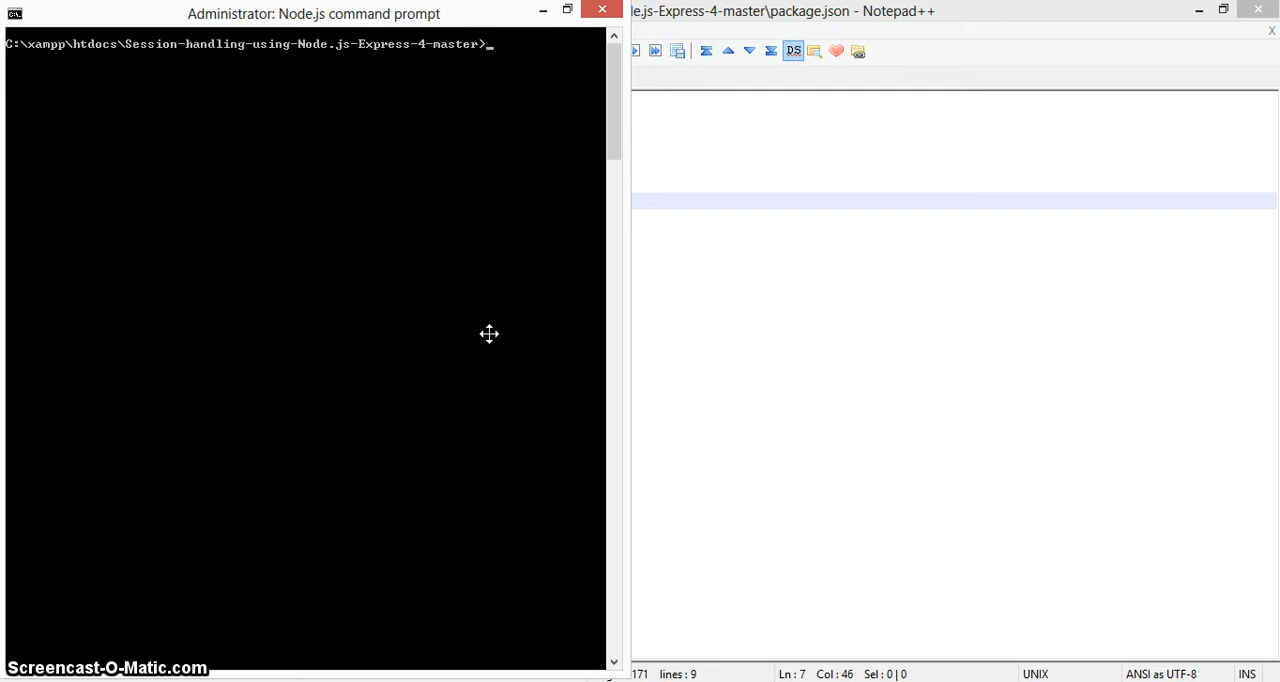 Administrator: Node.js command prompt
le.js-Express-4-master\package.json - Notepad++
C:\xampp\htdocs\Session-handling-using-Node.js-Express-4-master>_
X
DS
Screencast-O-Matic.com
171 lines : 9
Ln : 7 Col : 46 Sel : 0 | 0
UNIX
ANSI as UTF-8
INS